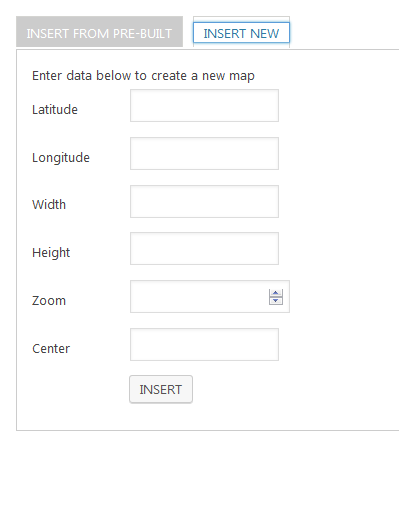 INSERT FROM PRE-BUILT INSERT NEW
Enter data below to create a new map
Latitude
Longitude
Width
Height
Zoom
Center
INSERT